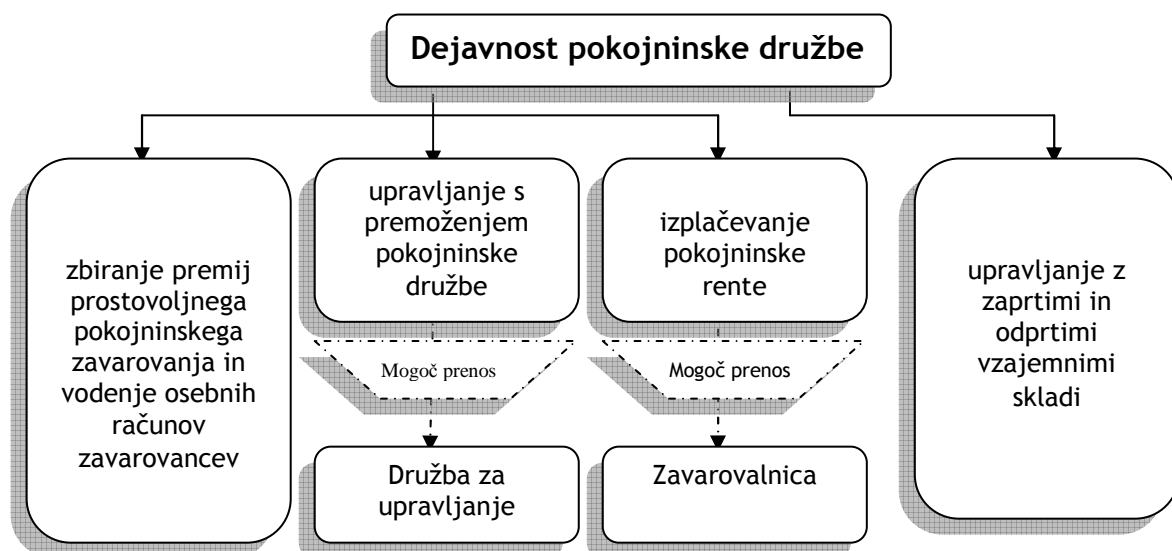 Dejavnost pokojninske družbe
zbiranje premij
prostovoljnega
pokojninskega
zavarovanja in
vodenje osebnih
računov
zavarovancev
upravljanje s
premoženjem
pokojninske
družbe
izplačevanje
pokojninske
rente
upravljanje z
zaprtimi in
odprtimi
vzajemnimi
skladi
Mogoč prenos
Mogoč prenos
Družba za
upravljanje
Zavarovalnica